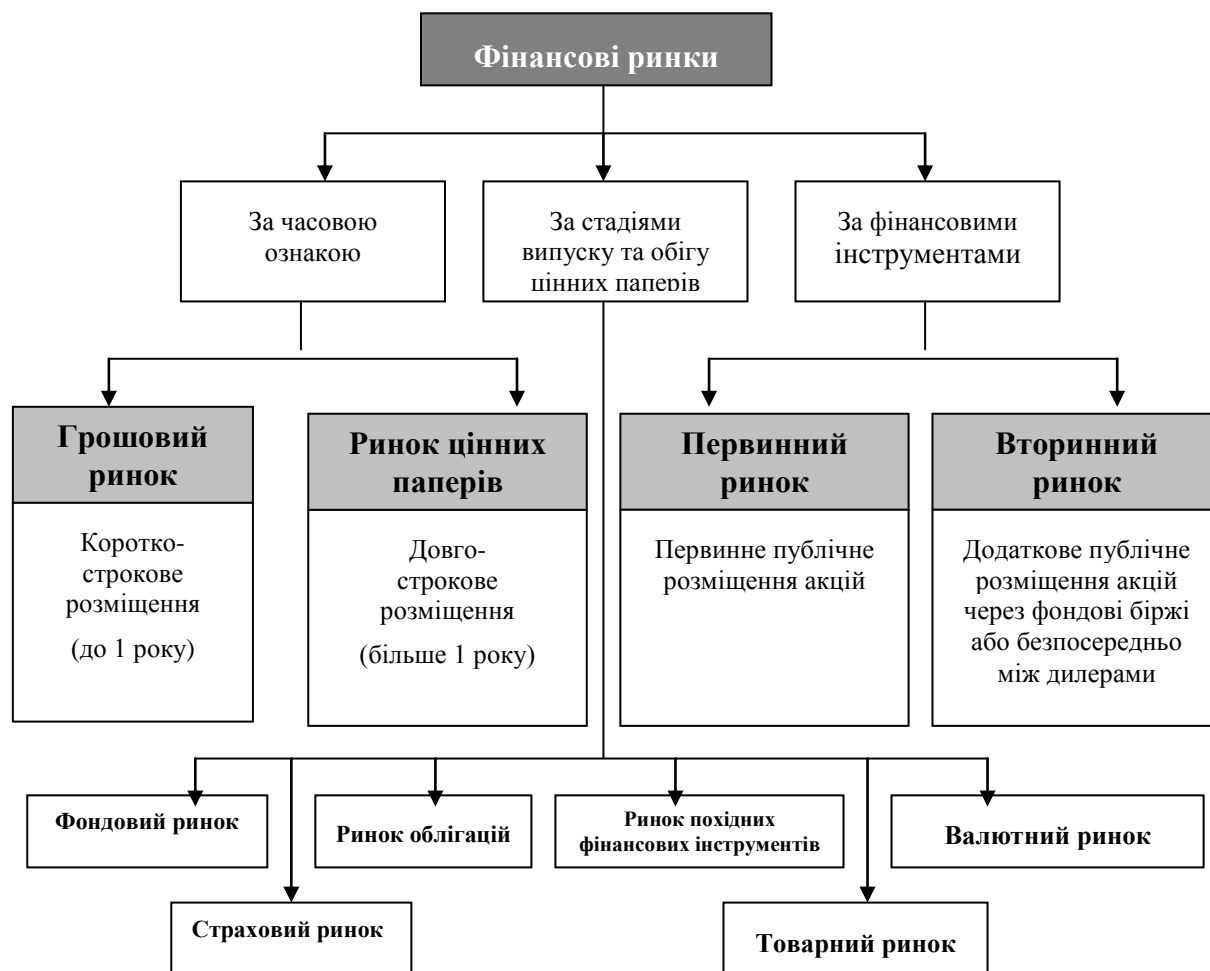 Фінансові ринки
За часовою
ознакою
За стадіями
випуску та обігу
цінних паперів
За фінансовими
інструментами
Грошовий
ринок
Коротко-
строкове
розміщення
(до 1 року)
Ринок цінних
паперів
Довго-
строкове
розміщення
(більше 1 року)
Первинний
ринок
Первинне публічне
розміщення акцій
Вторинний
ринок
Додаткове публічне
розміщення акцій
через фондові біржі
або безпосередньо
між дилерами
Фондовий ринок
Ринок облігацій
Ринок похідних
фінансових інструментів
Валютний ринок
Страховий ринок
Товарний ринок